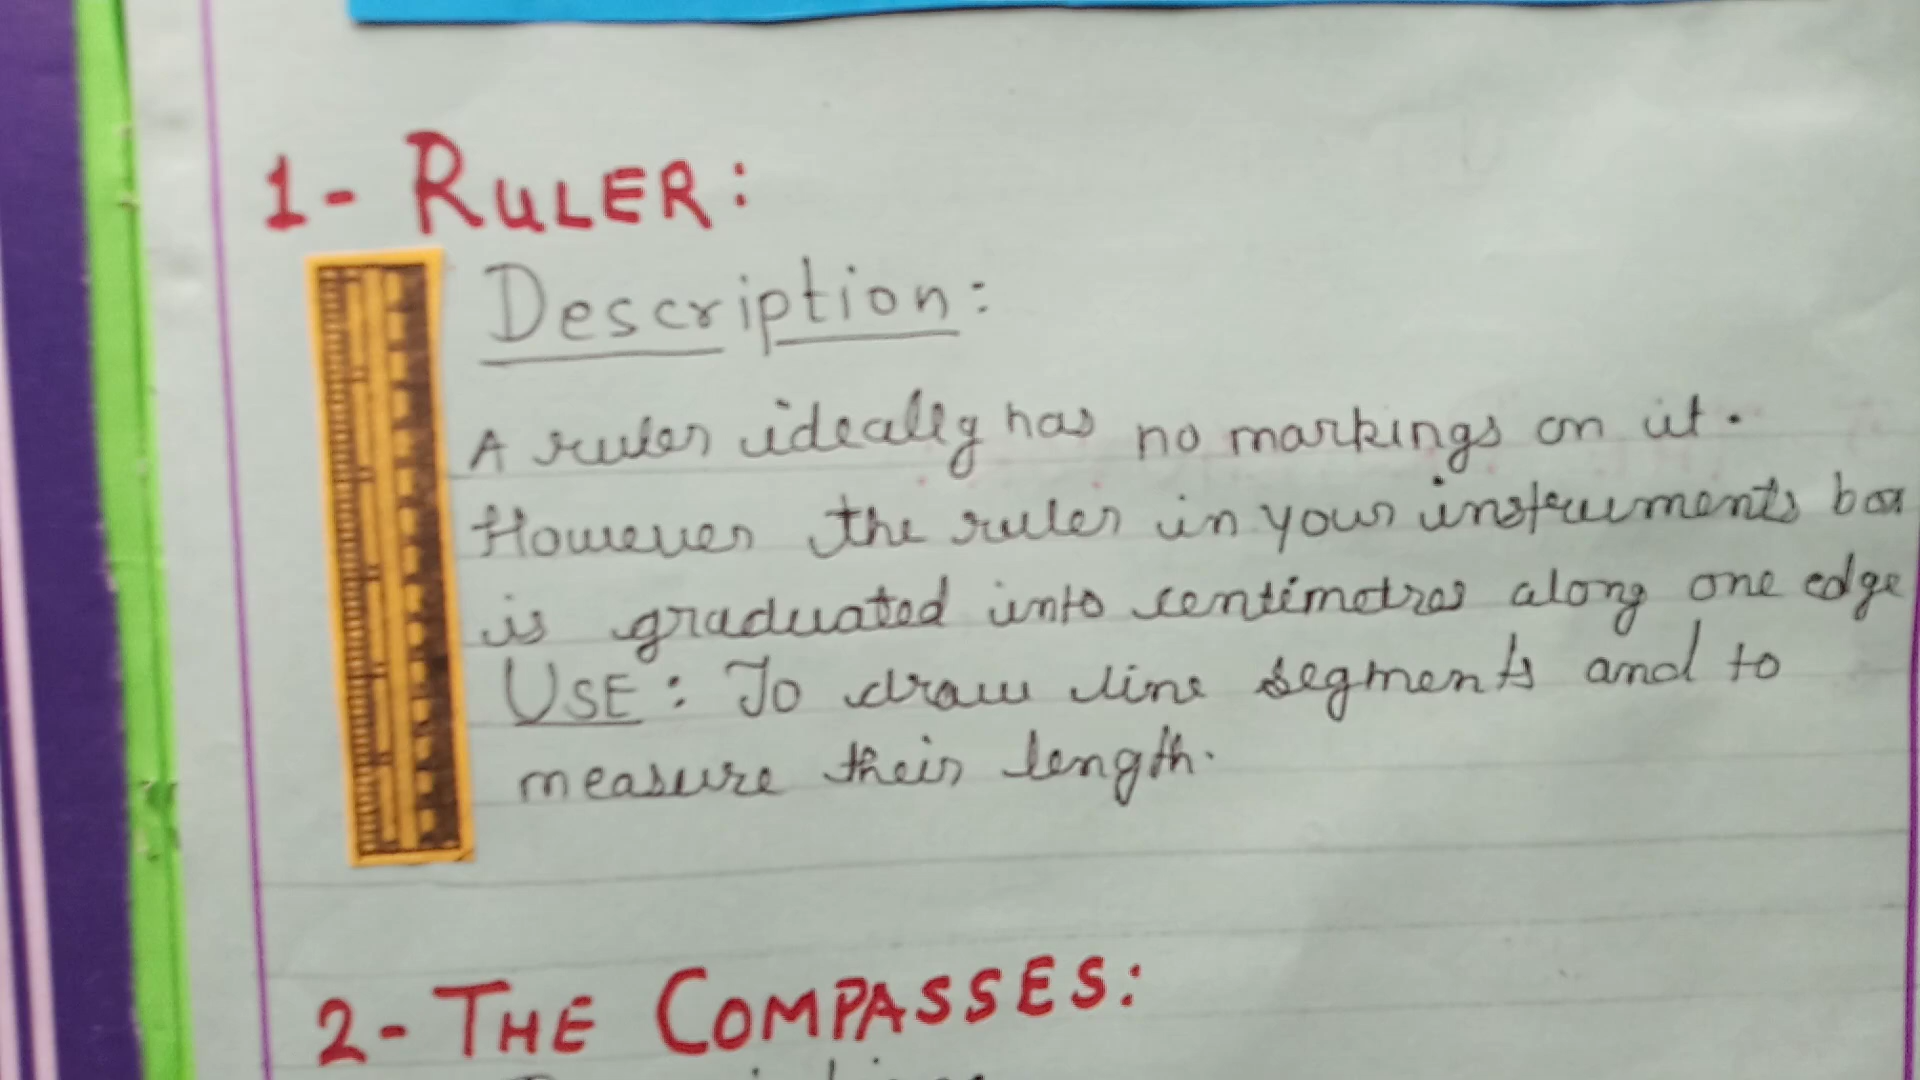 1- RULER:
Description:
A ruler ideally has no markings on it.
However the ruler in your instruments box
is graduated into centimetres along one edge
USE: To draw line segments and to
measure their length.
2- THE COMPASSES: